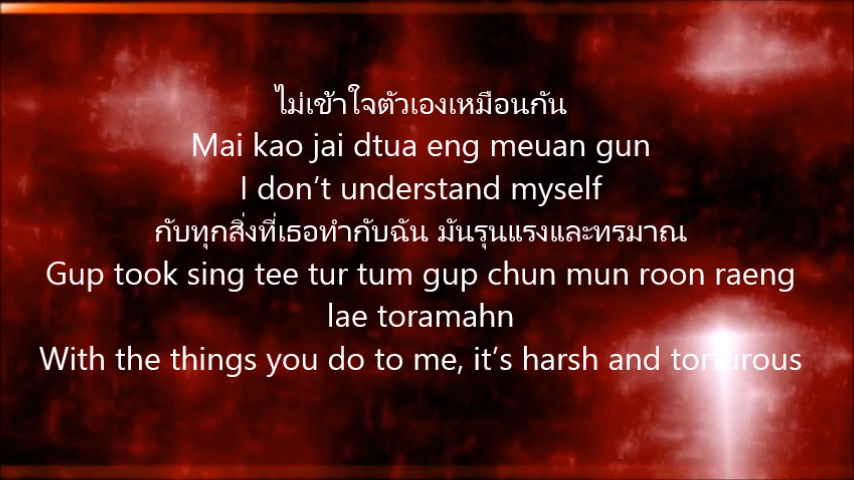 ไม่เข้าใจตัวเองเหมือนกัน
Mai kao jai dtua eng meuan gun
I don’t understand myself
กับทุกสิ่งที่เธอทำกับฉัน มันรุนแรงและทรมาณ
Gup took sing tee tur tum gup chun mun roon raeng
lae toramahn
With the things you do to me, it’s harsh and torturous